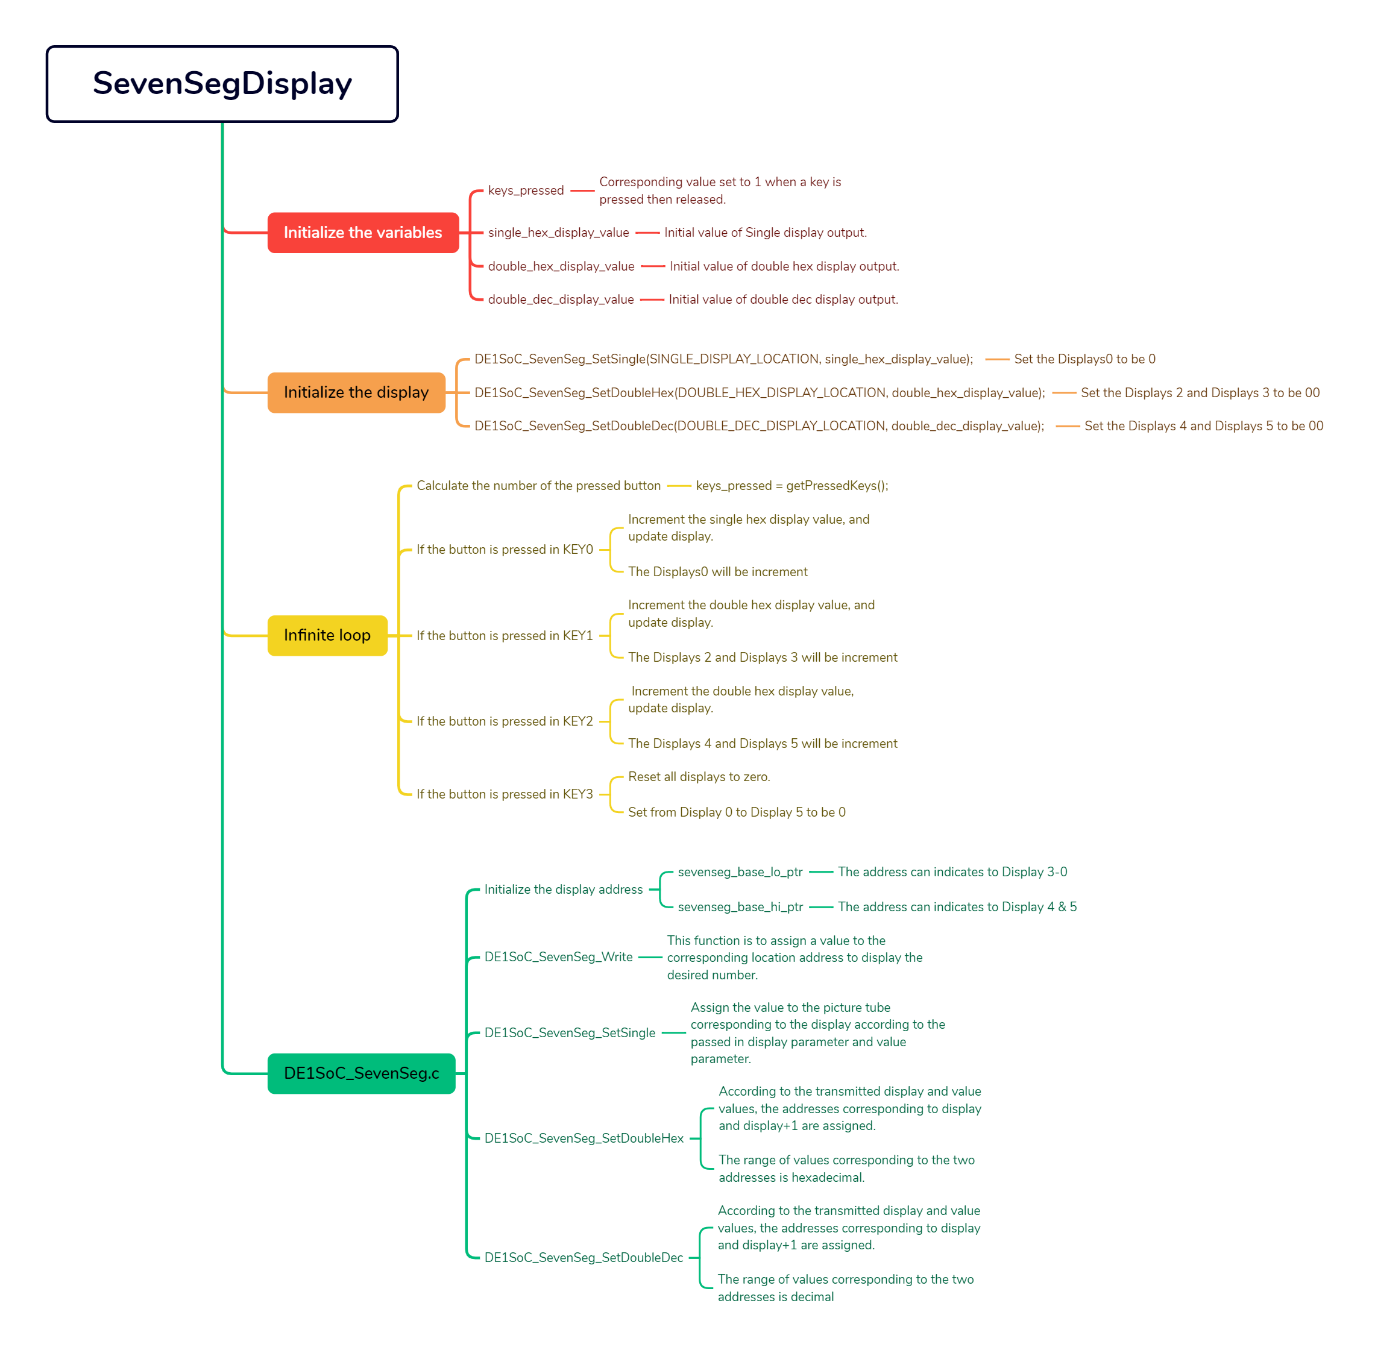 SevenSegDisplay
Initialize the variables
keys_pressed
Corresponding value set to 1 when a key is
pressed then released.
single_hex_display_value
Initial value of Single display output.
double_hex_display_value
Initial value of double hex display output.
double_dec_display_value
Initial value of double dec display output.
Initialize the display
DE1SoC_SevenSeg_SetSingle(SINGLE_DISPLAY_LOCATION, single_hex_display_value);
Set the Displays0 to be 0
DE1SoC_SevenSeg_SetDoubleHex(DOUBLE_HEX_DISPLAY_LOCATION, double_hex_display_value);
Set the Displays 2 and Displays 3 to be 00
DE1SoC_SevenSeg_SetDoubleDec(DOUBLE_DEC_DISPLAY_LOCATION, double_dec_display_value);
Set the Displays 4 and Displays 5 to be 00
Infinite loop
Calculate the number of the pressed button
keys_pressed = getPressedKeys();
If the button is pressed in KEY0
Increment the single hex display value, and
update display.
The Displays0 will be increment
If the button is pressed in KEY1
Increment the double hex display value, and
update display.
The Displays 2 and Displays 3 will be increment
If the button is pressed in KEY2
Increment the double hex display value,
update display.
The Displays 4 and Displays 5 will be increment
If the button is pressed in KEY3
Reset all displays to zero.
Set from Display 0 to Display 5 to be 0
DE1SoC_SevenSeg.c
Initialize the display address
sevenseg_base_lo_ptr
The address can indicates to Display 3-0
sevenseg_base_hi_ptr
The address can indicates to Display 4 & 5
DE1SoC_SevenSeg_Write
This function is to assign a value to the
corresponding location address to display the
desired number.
DE1SoC_SevenSeg_SetSingle
Assign the value to the picture tube
corresponding to the display according to the
passed in display parameter and value
parameter.
DE1SoC_SevenSeg_SetDoubleHex
According to the transmitted display and value
values, the addresses corresponding to display
and display+1 are assigned.
The range of values corresponding to the two
addresses is hexadecimal.
DE1SoC_SevenSeg_SetDoubleDec
According to the transmitted display and value
values, the addresses corresponding to display
and display+1 are assigned.
The range of values corresponding to the two
addresses is decimal